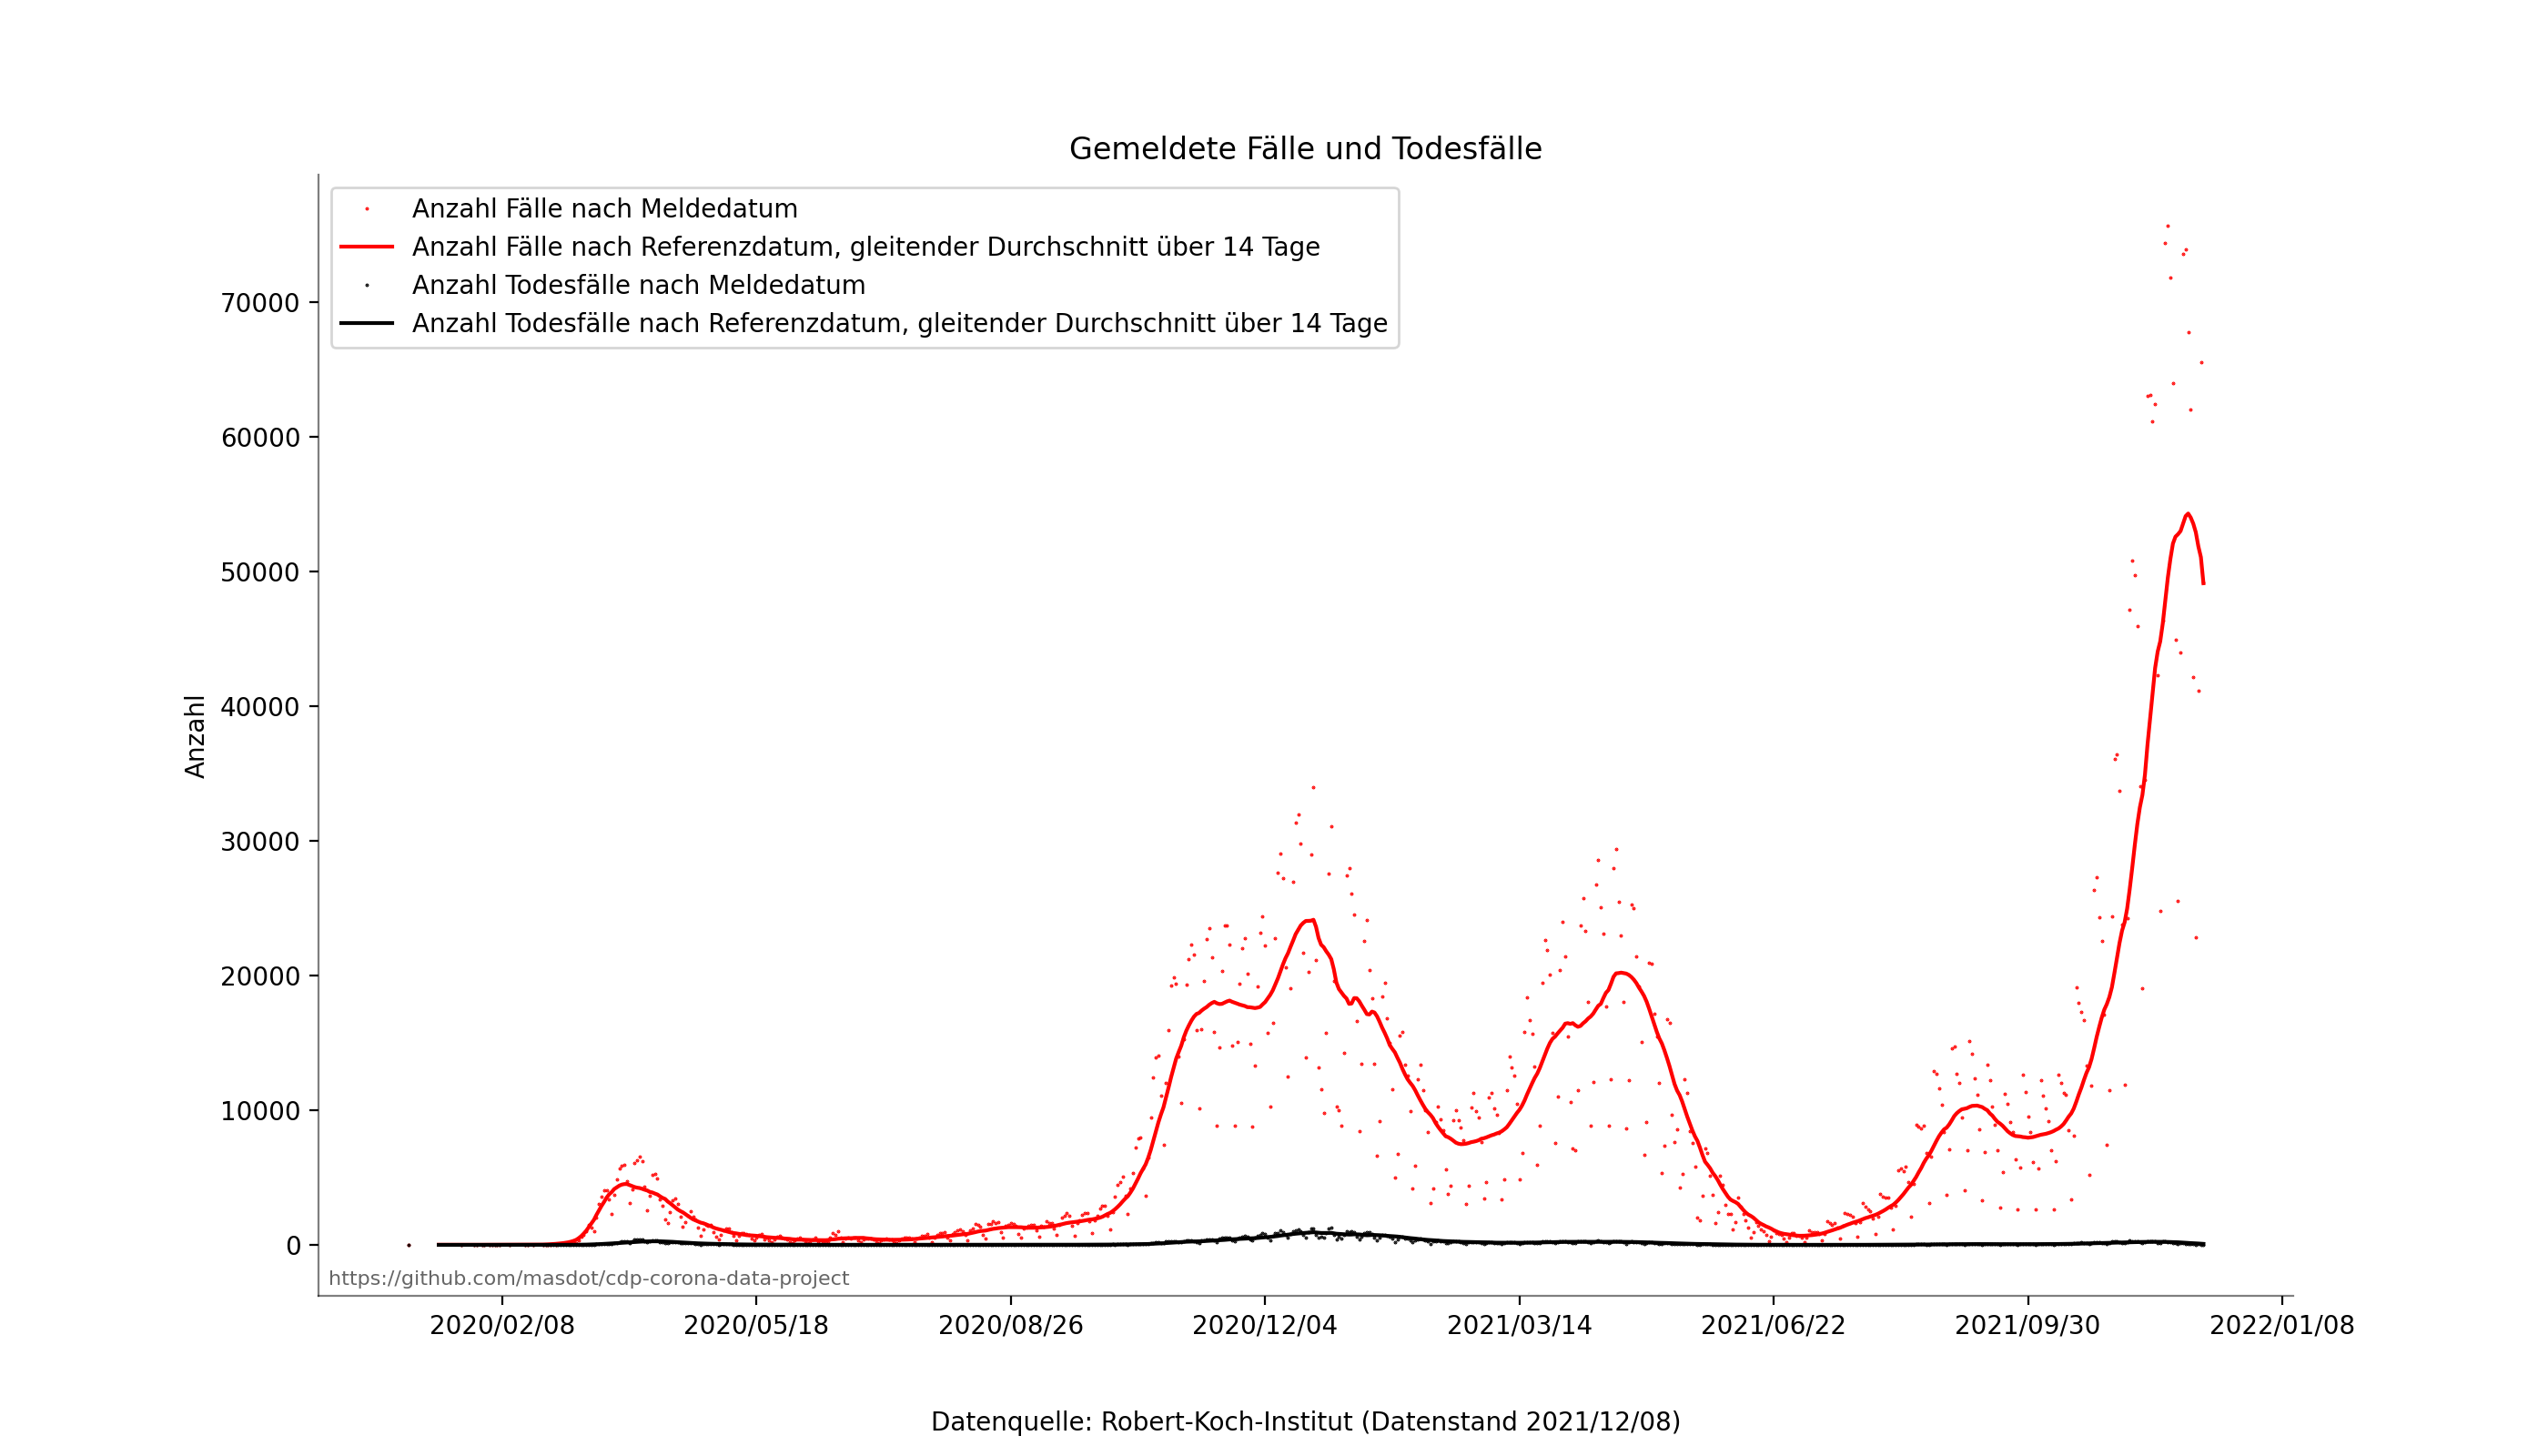 Gemeldete Fälle und Todesfälle
Anzahl Fälle nach Meldedatum
Anzahl Fälle nach Referenzdatum, gleitender Durchschnitt über 14 Tage
Anzahl Todesfälle nach Meldedatum
Anzahl Todesfälle nach Referenzdatum, gleitender Durchschnitt über 14 Tage
70000
60000
50000
40000
30000
20000
10000
0
Anzahl
https://github.com/masdot/cdp-corona-data-project
2020/02/08 2020/05/18 2020/08/26 2020/12/04 2021/03/14 2021/06/22 2021/09/30 2022/01/08
Datenquelle: Robert-Koch-Institut (Datenstand 2021/12/08)